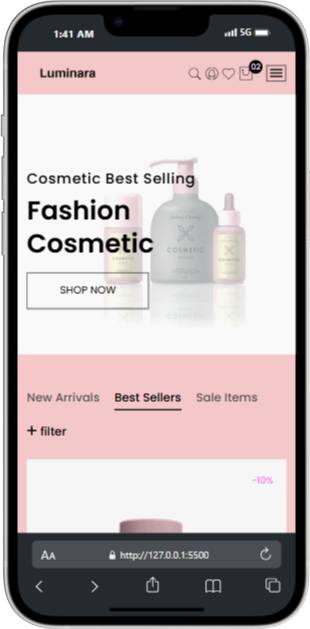 1:41 AM
5G
Luminara
02
Cosmetic Best Selling
Fashion
Cosmetic
COSMETIC
SHOP NOW
New Arrivals Best Sellers Sale Items
+ filter
-10%
AA http://127.0.0.1:5500